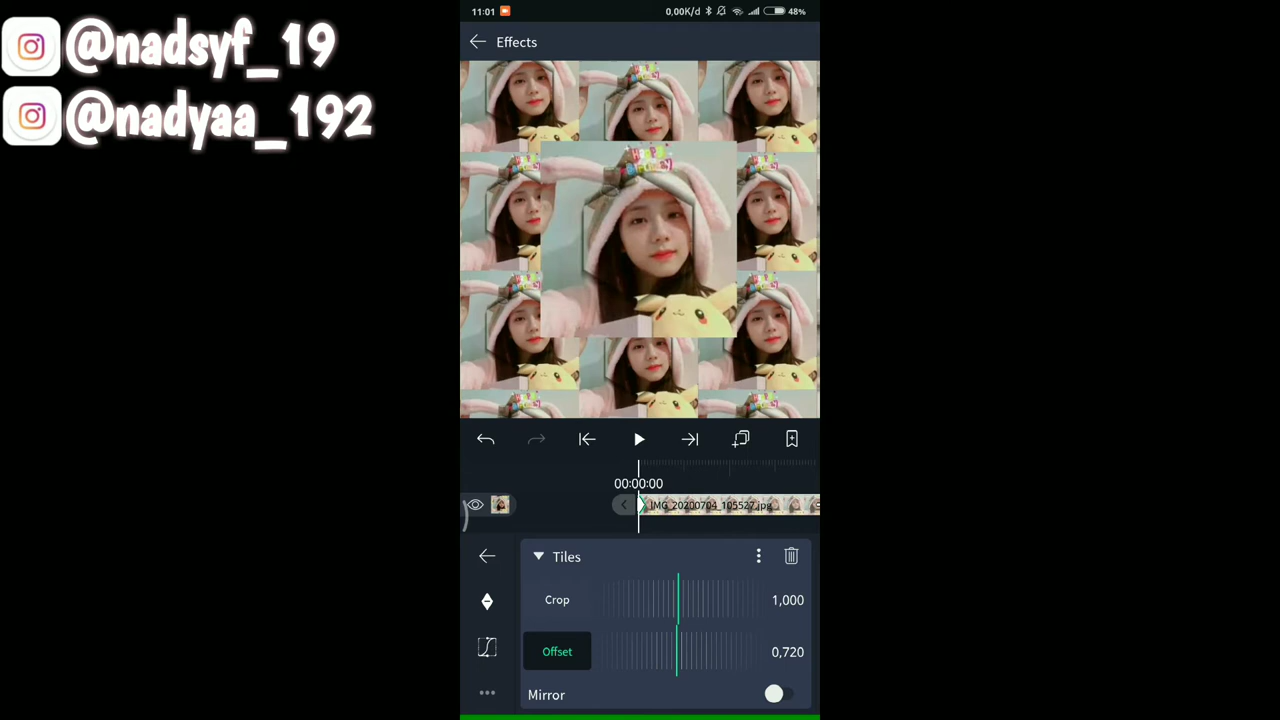 @nadsyf_19
@nadyaa_192
11:01
0,00K/d
48%
Effects
00:00:00
IMG_20200704_105527.jpg
Tiles
Crop
1,000
Offset
0,720
Mirror